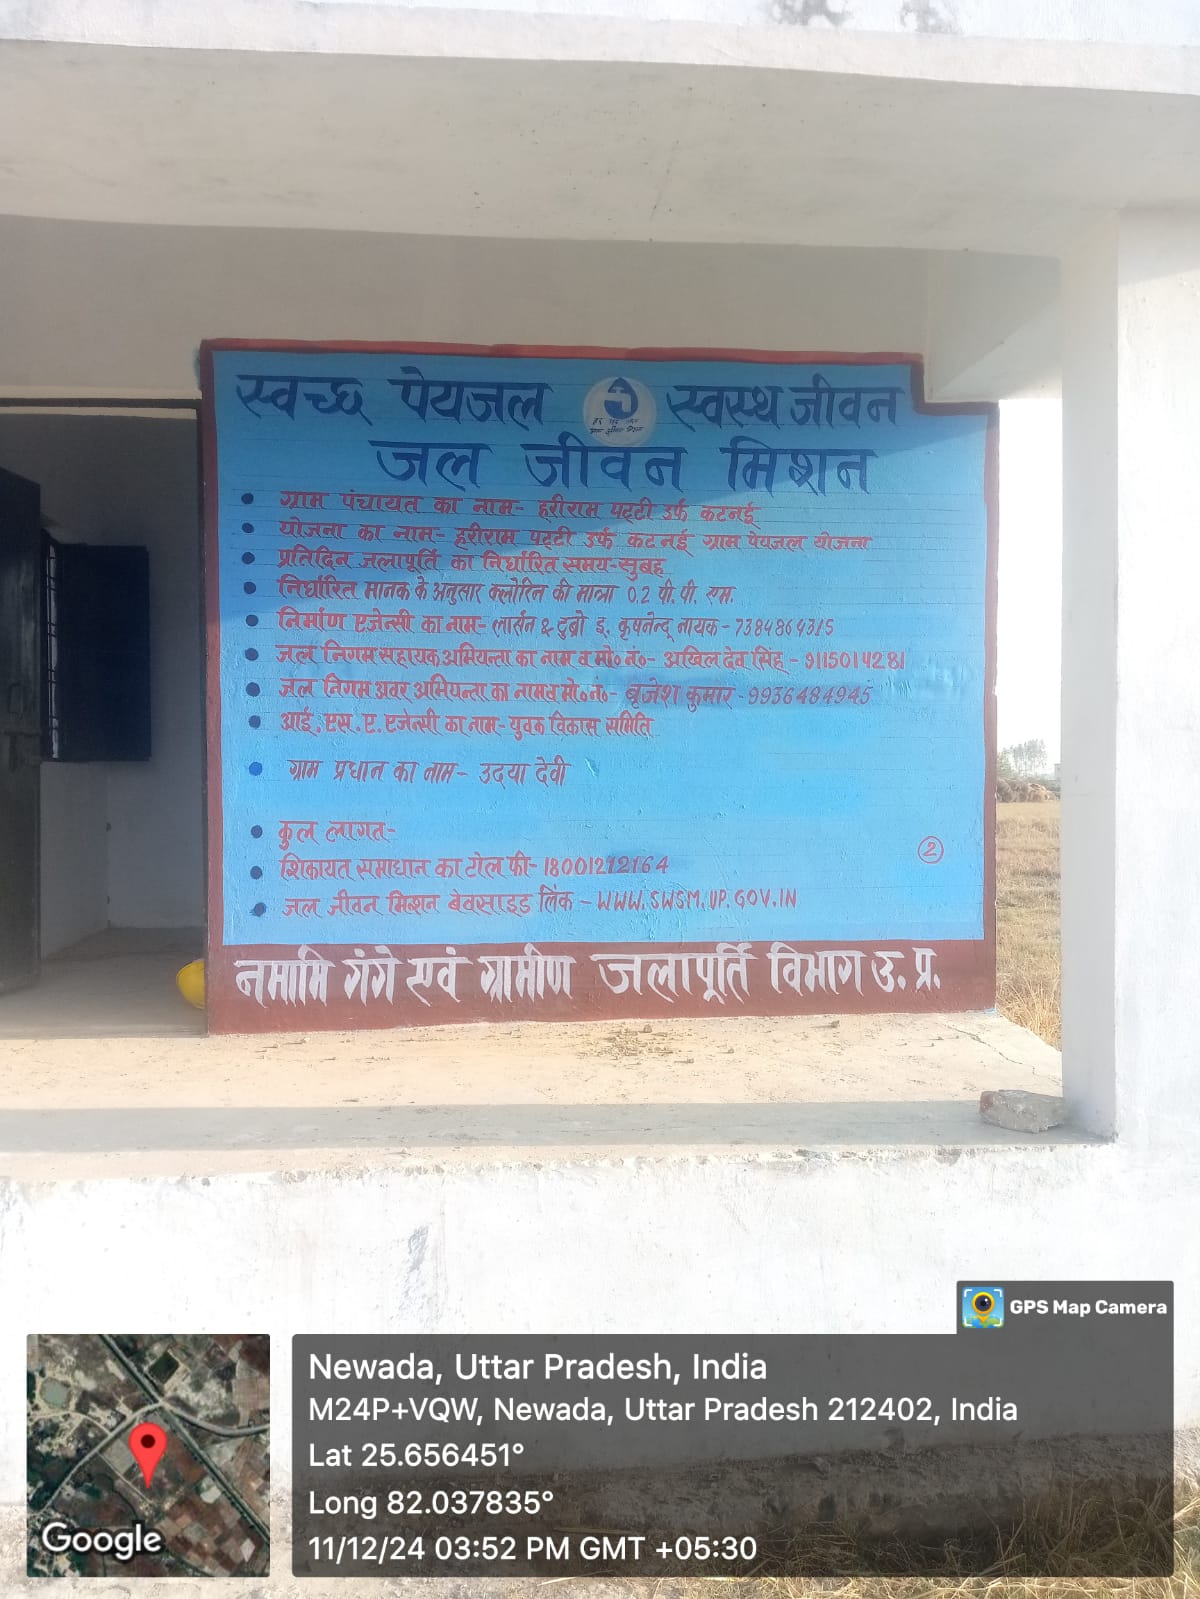 स्वच्छ पेयजल स्वस्थ जीवन
जल जीवन मिशन
• ग्राम पंचायत का नाम- हरीराम पट्टी उर्फ कटनई
• योजना का नाम- हरीराम पट्टी उर्फ कटनई ग्राम पेयजल योजना
• प्रतिदिन जलापूर्ति का निर्धारित समय-सुबह
• निर्धारित मानक के अनुसार क्लोरिन की मात्रा 0.2 पी. पी. एम.
• निर्माण एजेन्सी का नाम- लार्सन & टुब्रो इ. कृषनेन्दू नायक - 7384864315
• जल निगम सहायक अभियन्ता का नाम व मो० नं०- अखिल देव सिंह - 9115014281
• जल निगम अवर अभियन्ता का नाम व मो० न०- बृजेश कुमार - 9936484945
• आई. एस. ए. एजेन्सी का नाम- युवक विकास समिति
• ग्राम प्रधान का नाम- उदया देवी
• कुल लागत-
②
• शिकायत समाधान का टोल फ्री- 18001212164
• जल जीवन मिशन बेवसाइड लिंक - WWW.SWSM.UP.GOV.IN
नमामि गंगे एवं ग्रामीण जलापूर्ति विभाग उ. प्र.
GPS Map Camera
Newada, Uttar Pradesh, India
M24P+VQW, Newada, Uttar Pradesh 212402, India
Lat 25.656451°
Long 82.037835°
11/12/24 03:52 PM GMT +05:30
Google